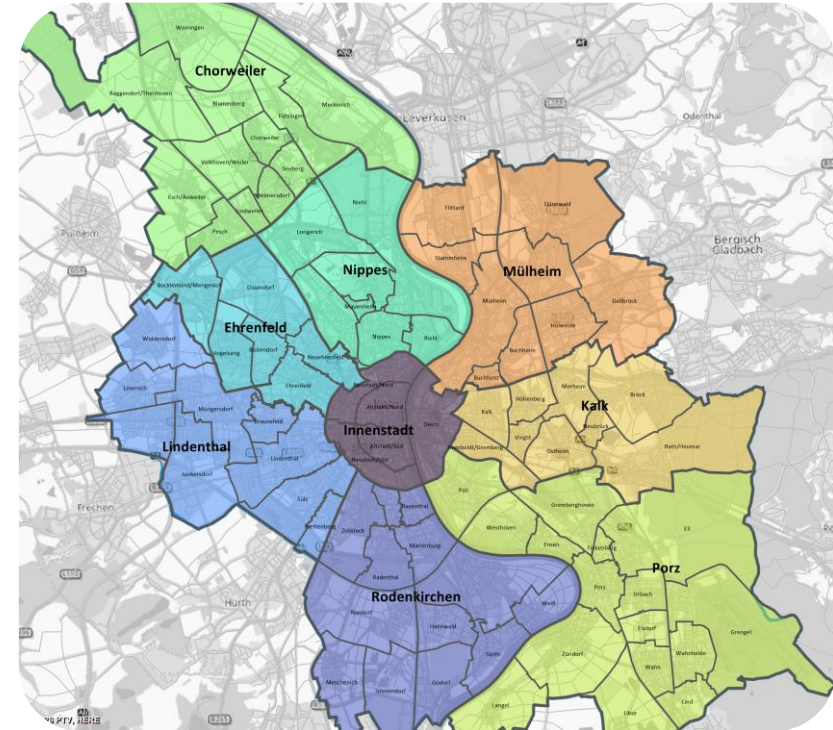 Worringen
Chorweiler
Roggendorf/Thenhoven
Blumenberg
Merkenich
Fühlingen
Leverkusen
Odenthal
Chorweiler
Volkhoven/Weiler
Seeberg
Heimersdorf
Esch/Auweiler
Lindweiler
Pesch
Pulheim
Niehl
Longerich
Flittard
Dünnwald
Stammheim
Bergisch
Gladbach
Nippes
Mülheim
Bocklemünd/Mengenich
Ossendorf
Mülheim
Dellbrück
Ehrenfeld
Holweide
Widdersdorf
Vogelsang
Bickendorf
Nippes
Riehl
Buchheim
Neuehrenfeld
Ehrenfeld
Buchforst
Merheim
Brück
Höhenberg
Kalk
Kalk
Neubrück
Lövenich
Müngersdorf
Braunsfeld
Neustadt/Nord
Altstadt/Nord
Deutz
Innenstadt
Altstadt/Süd
Neustadt/Süd
Humboldt/Gremberg
Vingst
Ostheim
Rath/Heumar
Lindenthal
Lindenthal
Junkersdorf
Sülz
Klettenberg
Frechen
Hürth
Zollstock
Bayenthal
Marienburg
Raderthal
Rodenkirchen
Rondorf
Hahnwald
Weiß
Sürth
Meschenich
Immendorf
Godorf
Poll
Westhoven
Gremberghoven
Ensen
Eil
Porz
Porz
Urbach
Elsdorf
Grengel
Wahnheide
Wahn
Zündorf
Lind
Langel
Libur
PTV, HERE